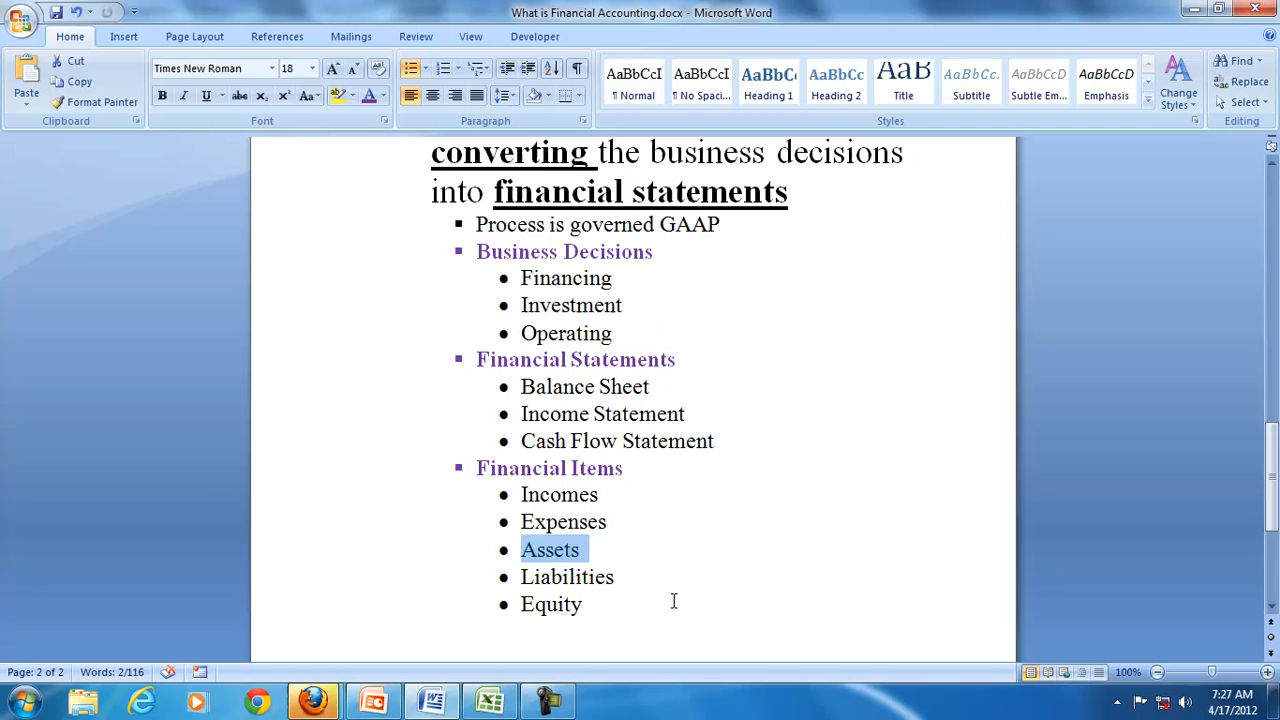 What is Financial Accounting.docx - Microsoft Word
Home Insert Page Layout References Mailings Review View Developer
Paste Cut Copy Format Painter
Clipboard
Times New Roman 18
Font
Paragraph
AaBbCcI AaBbCcI AaBbC AaBbCc AaB AaBbCc. AaBbCcD AaBbCcD
¶ Normal ¶ No Spaci... Heading 1 Heading 2 Title Subtitle Subtle Em... Emphasis
Change Styles
Styles
Find Replace Select
Editing
converting the business decisions
into financial statements
Process is governed GAAP
Business Decisions
Financing
Investment
Operating
Financial Statements
Balance Sheet
Income Statement
Cash Flow Statement
Financial Items
Incomes
Expenses
Assets
Liabilities
Equity
Page: 2 of 2 Words: 2/116 100%
7:27 AM
4/17/2012